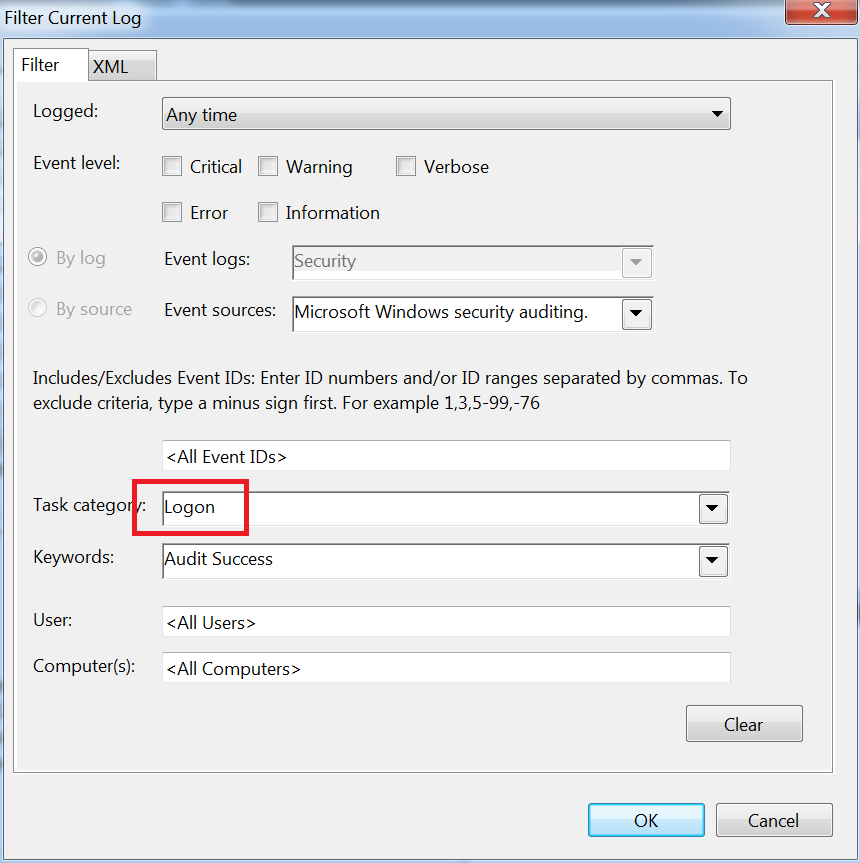 Filter Current Log
Filter XML
Logged: Any time
Event level: Critical Warning Verbose
Error Information
By log Event logs: Security
By source Event sources: Microsoft Windows security auditing.
Includes/Excludes Event IDs: Enter ID numbers and/or ID ranges separated by commas. To
exclude criteria, type a minus sign first. For example 1,3,5-99,-76
<All Event IDs>
Task category: Logon
Keywords: Audit Success
User: <All Users>
Computer(s): <All Computers>
Clear
OK Cancel